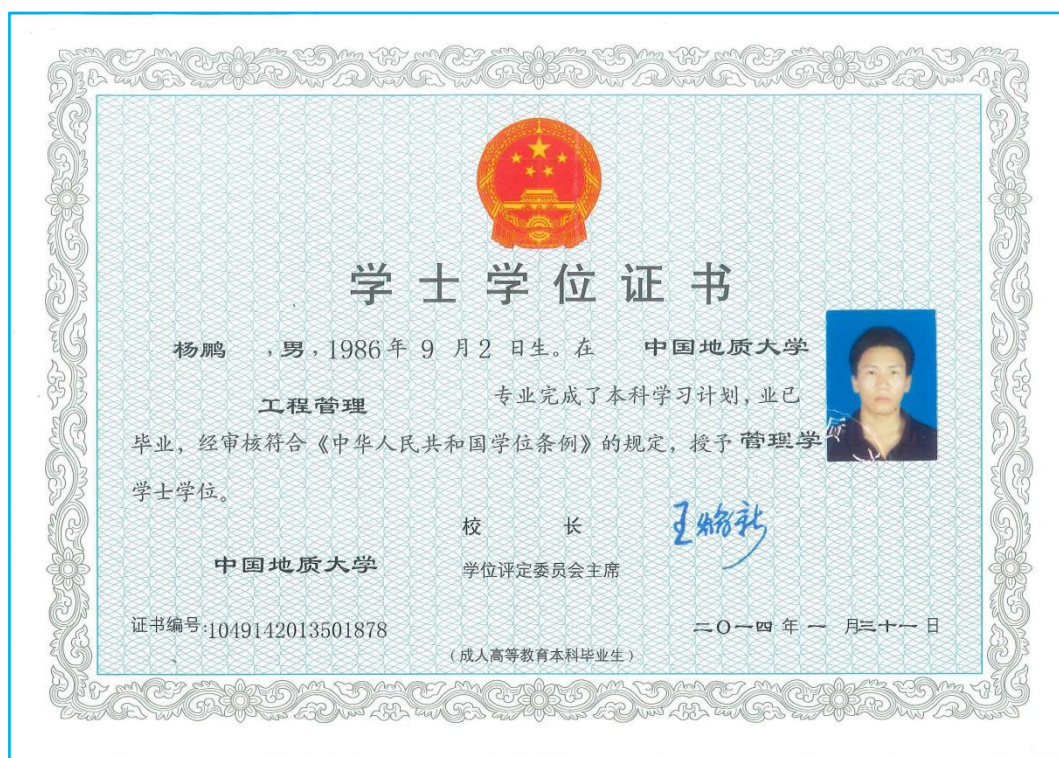 学士学位证书
杨鹏 ,男,1986年 9 月2 日生。在 中国地质大学
工程管理 专业完成了本科学习计划,业已
毕业,经审核符合《中华人民共和国学位条例》的规定,授予 管理学
学士学位。
校 长 王焰新
中国地质大学 学位评定委员会主席
证书编号:1049142013501878 二〇一四 年 一 月三十一日
(成人高等教育本科毕业生)